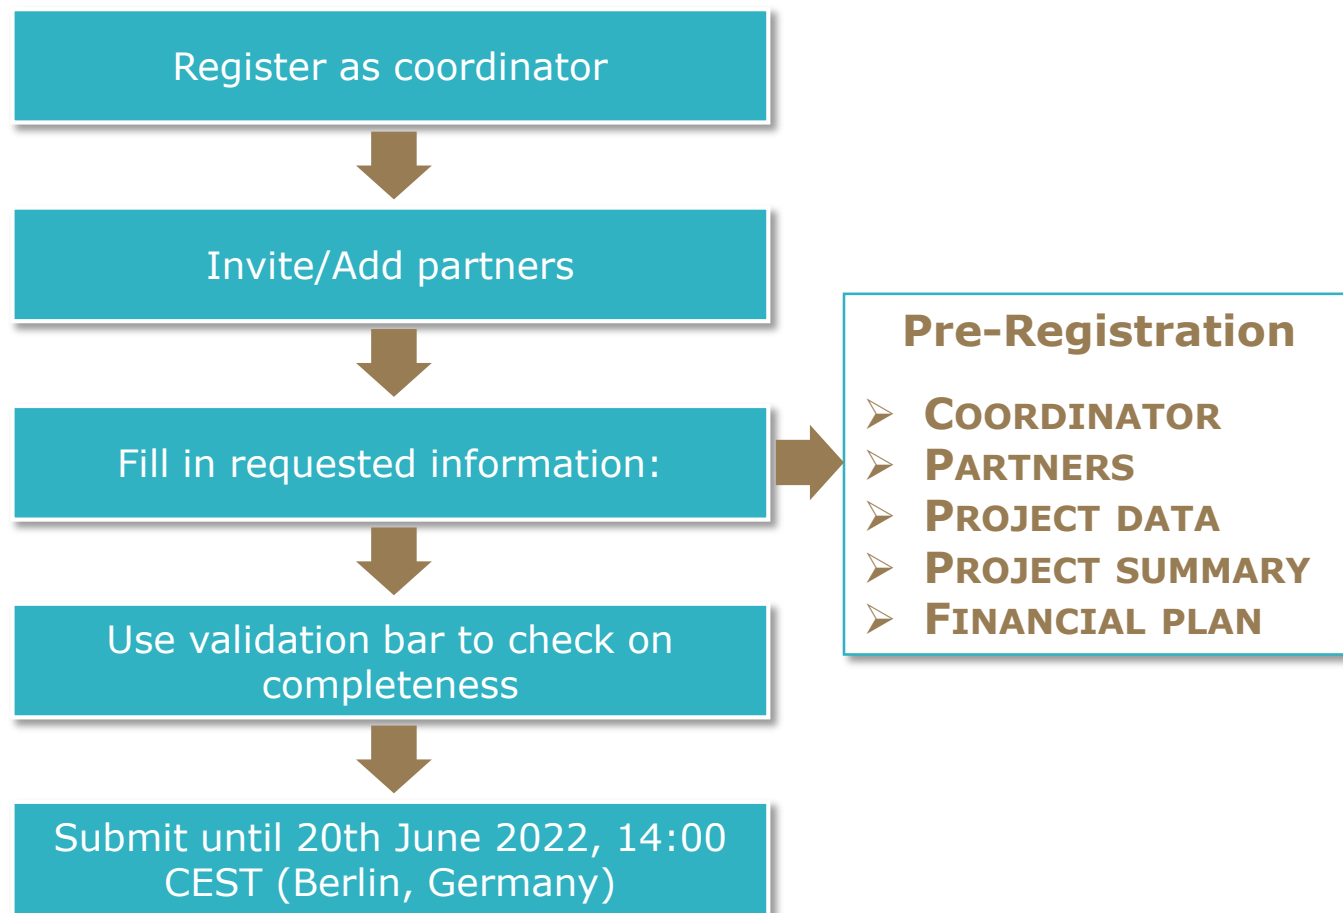 Register as coordinator
Invite/Add partners
Fill in requested information:
Pre-Registration
➢ COORDINATOR
➢ PARTNERS
➢ PROJECT DATA
➢ PROJECT SUMMARY
➢ FINANCIAL PLAN
Use validation bar to check on
completeness
Submit until 20th June 2022, 14:00
CEST (Berlin, Germany)